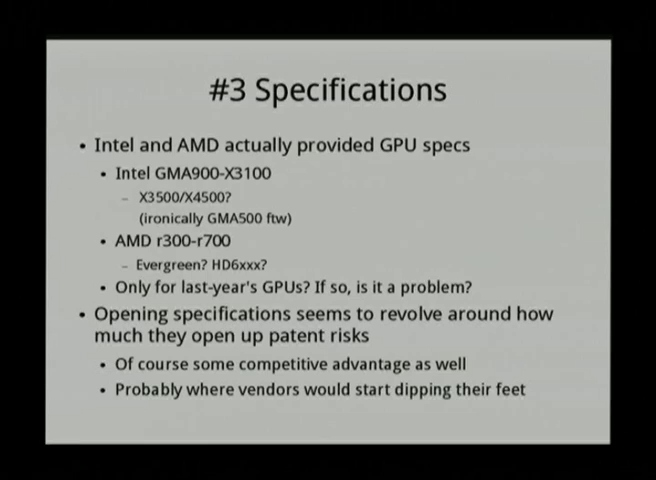 #3 Specifications
• Intel and AMD actually provided GPU specs
• Intel GMA900-X3100
– X3500/X4500?
(ironically GMA500 ftw)
• AMD r300-r700
– Evergreen? HD6xxx?
• Only for last-year's GPUs? If so, is it a problem?
• Opening specifications seems to revolve around how
much they open up patent risks
• Of course some competitive advantage as well
• Probably where vendors would start dipping their feet